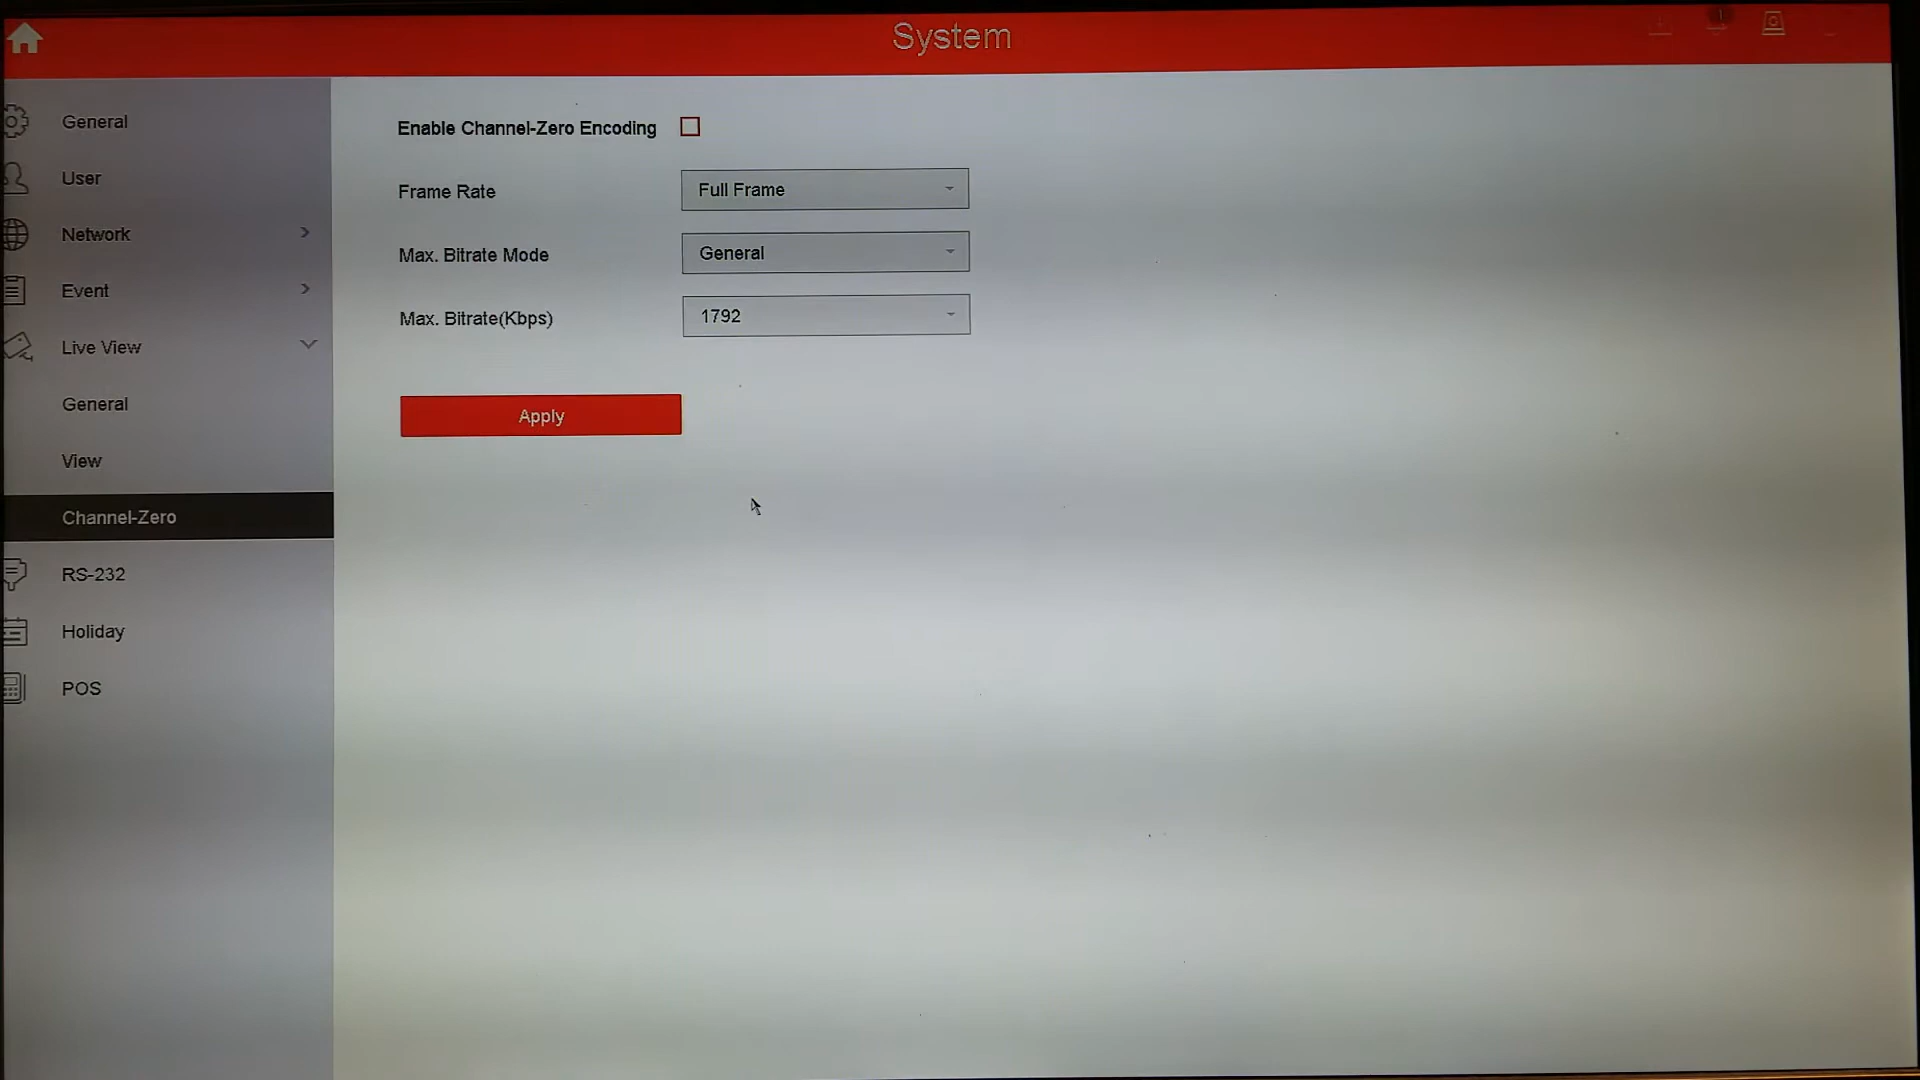 System
1
General
User
Network
Event
Live View
General
View
Channel-Zero
RS-232
Holiday
POS
Enable Channel-Zero Encoding
Frame Rate Full Frame
Max. Bitrate Mode General
Max. Bitrate(Kbps) 1792
Apply